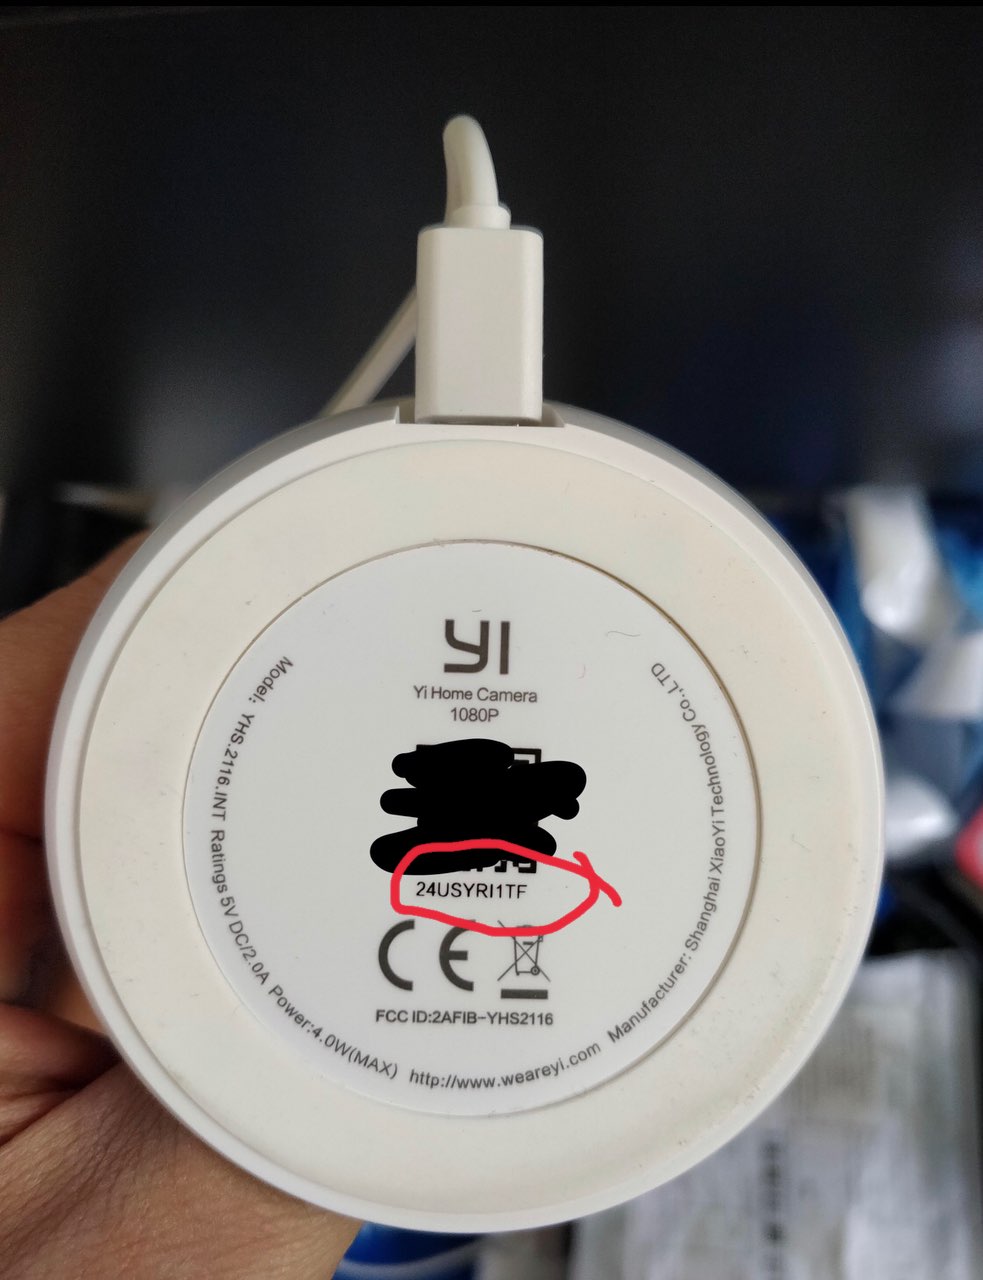 YI
Yi Home Camera
1080P
24USYRI1TF
CE
FCC ID:2AFIB-YHS2116
Model: YHS.2116.INT Ratings 5V DC/2.0A Power:4.0W(MAX) http://www.weareyi.com Manufacturer: Shanghai XiaoYi Technology Co.,LTD